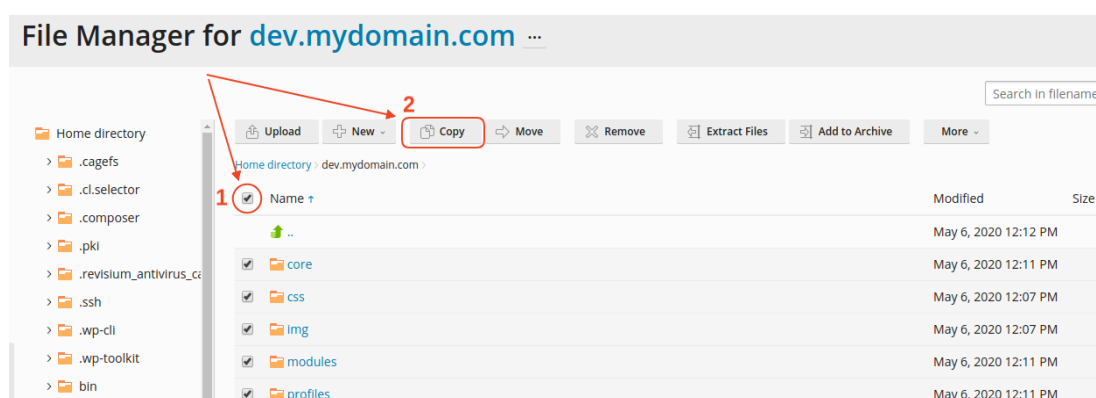 File Manager for dev.mydomain.com ...
Search in filename
2
Home directory
Upload New Copy Move Remove Extract Files Add to Archive More
Home directory > dev.mydomain.com >
.cagefs
.cl.selector
.composer
.pki
.revisium_antivirus_ca
.ssh
.wp-cli
.wp-toolkit
bin
1
Name ↑ Modified Size
.. May 6, 2020 12:12 PM
core May 6, 2020 12:11 PM
css May 6, 2020 12:07 PM
img May 6, 2020 12:07 PM
modules May 6, 2020 12:11 PM
profiles May 6, 2020 12:11 PM